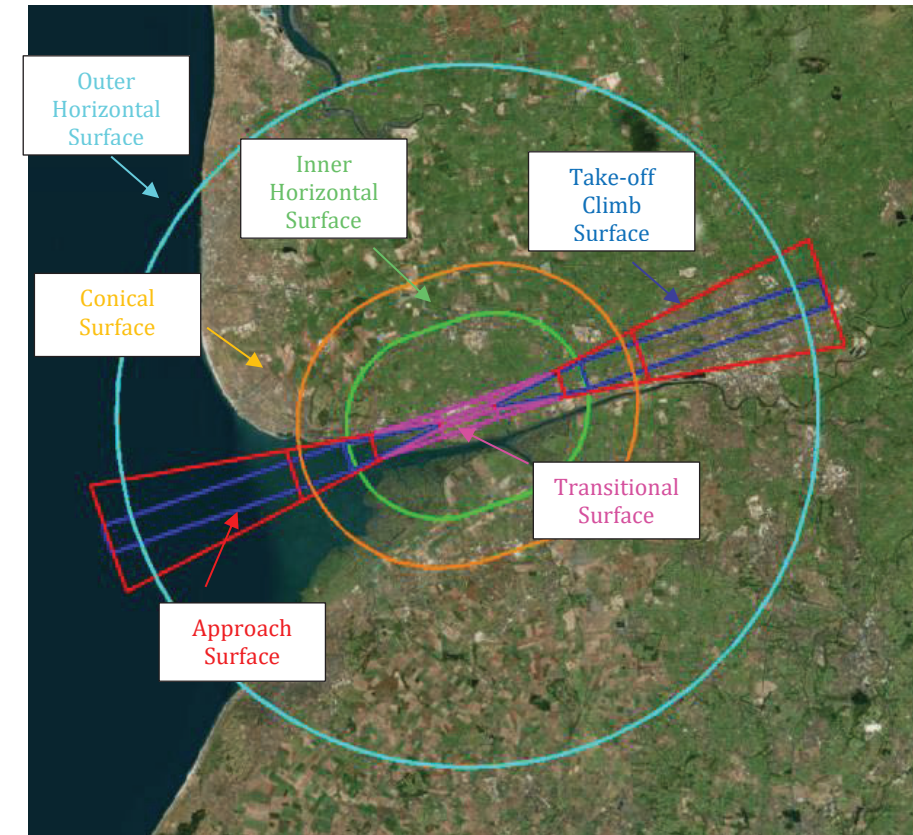 Outer
Horizontal
Surface
Inner
Horizontal
Surface
Take-off
Climb
Surface
Conical
Surface
Transitional
Surface
Approach
Surface